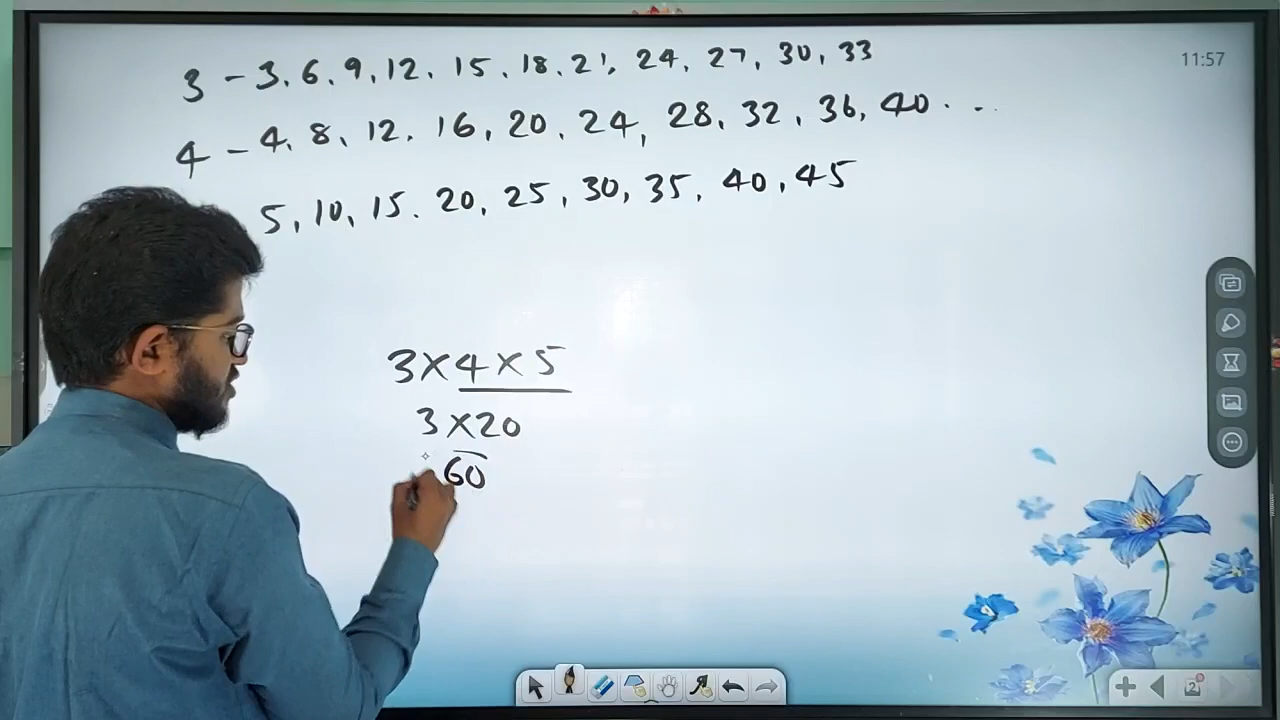 11:57
3 - 3, 6, 9, 12, 15, 18, 21, 24, 27, 30, 33
4 - 4, 8, 12, 16, 20, 24, 28, 32, 36, 40 . . .
5, 10, 15. 20, 25, 30, 35, 40, 45
3 × 4 × 5
3 × 20
60
2